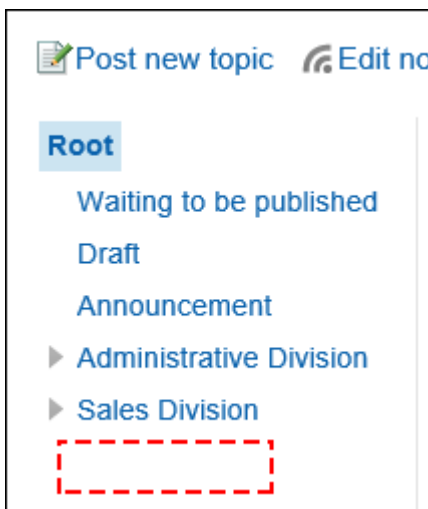 Post new topic Edit no
Root
Waiting to be published
Draft
Announcement
Administrative Division
Sales Division